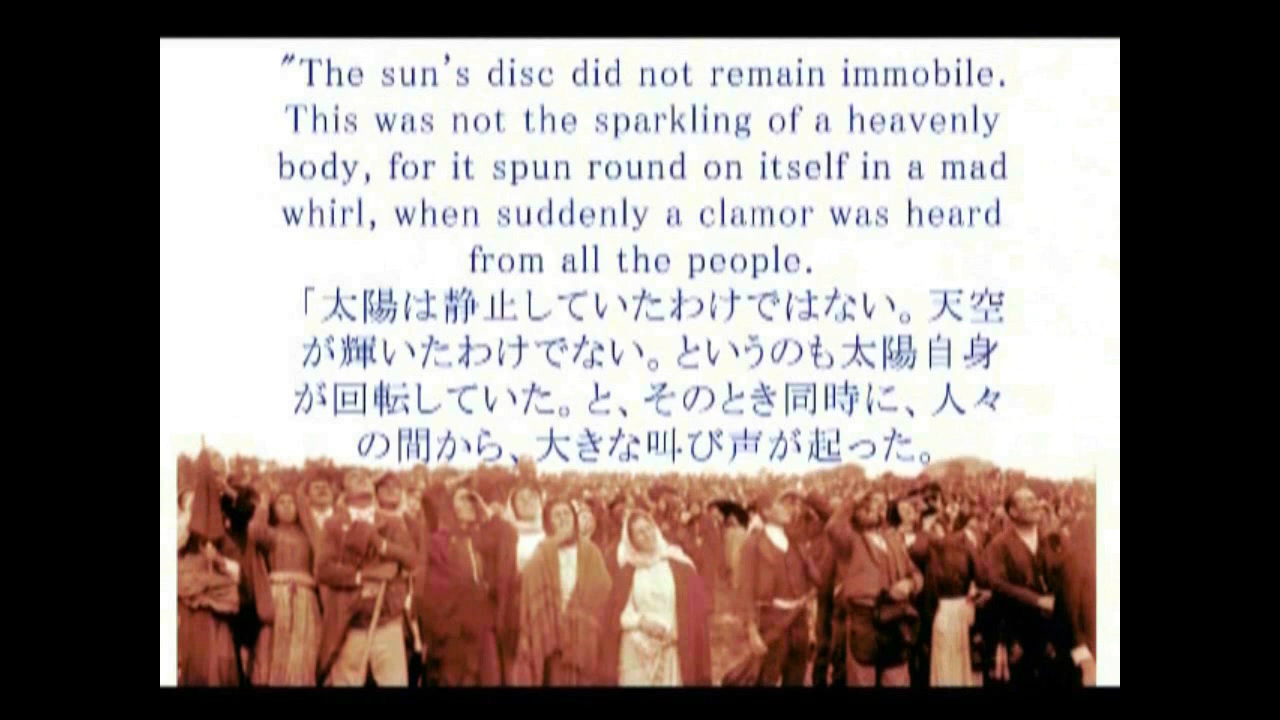 "The sun's disc did not remain immobile.
This was not the sparkling of a heavenly
body, for it spun round on itself in a mad
whirl, when suddenly a clamor was heard
from all the people.
「太陽は静止していたわけではない。天空
が輝いたわけでない。というのも太陽自身
が回転していた。と、そのとき同時に、人々
の間から、大きな叫び声が起った。